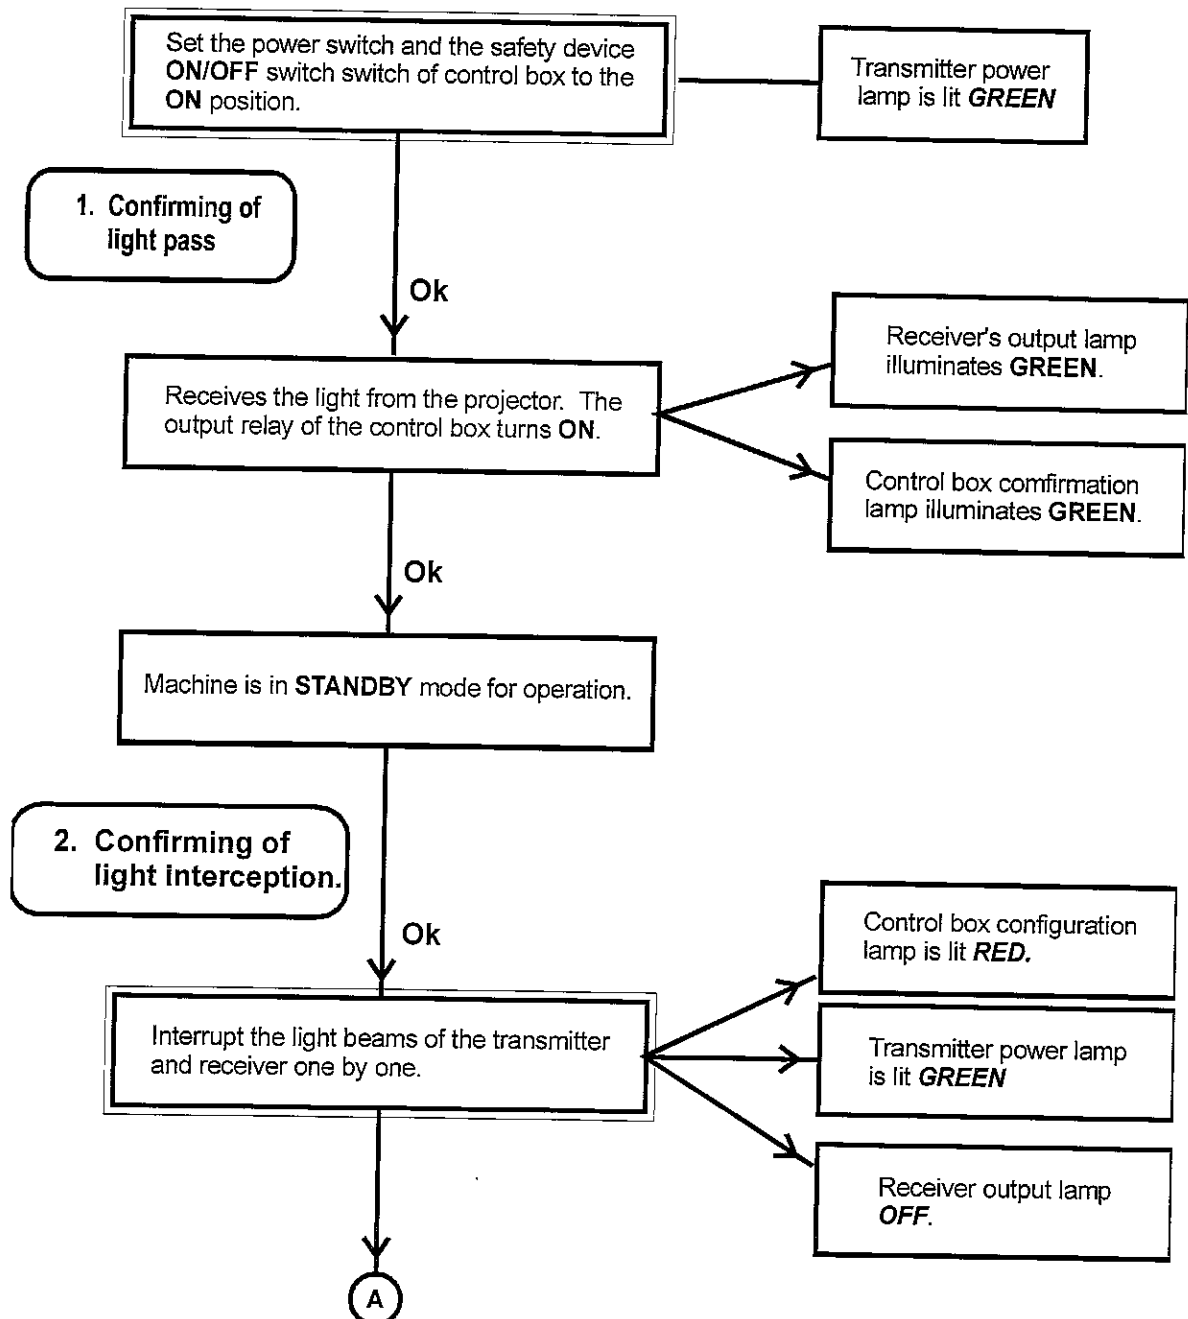 Set the power switch and the safety device
ON/OFF switch switch of control box to the
ON position.
Transmitter power
lamp is lit GREEN
1. Confirming of
light pass
Ok
Receives the light from the projector. The
output relay of the control box turns ON.
Receiver's output lamp
illuminates GREEN.
Control box comfirmation
lamp illuminates GREEN.
Ok
Machine is in STANDBY mode for operation.
2. Confirming of
light interception.
Ok
Interrupt the light beams of the transmitter
and receiver one by one.
Control box configuration
lamp is lit RED.
Transmitter power lamp
is lit GREEN
Receiver output lamp
OFF.
A